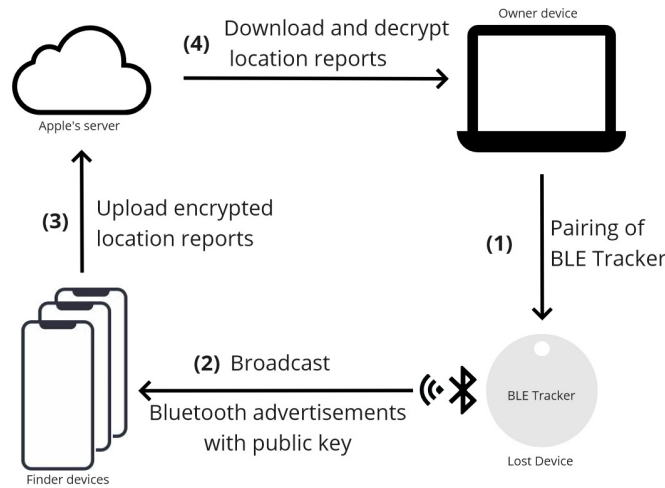 Owner device
(4) Download and decrypt
location reports
Apple's server
(3) Upload encrypted
location reports
(1) Pairing of
BLE Tracker
(2) Broadcast
Bluetooth advertisements
with public key
BLE Tracker
Lost Device
Finder devices